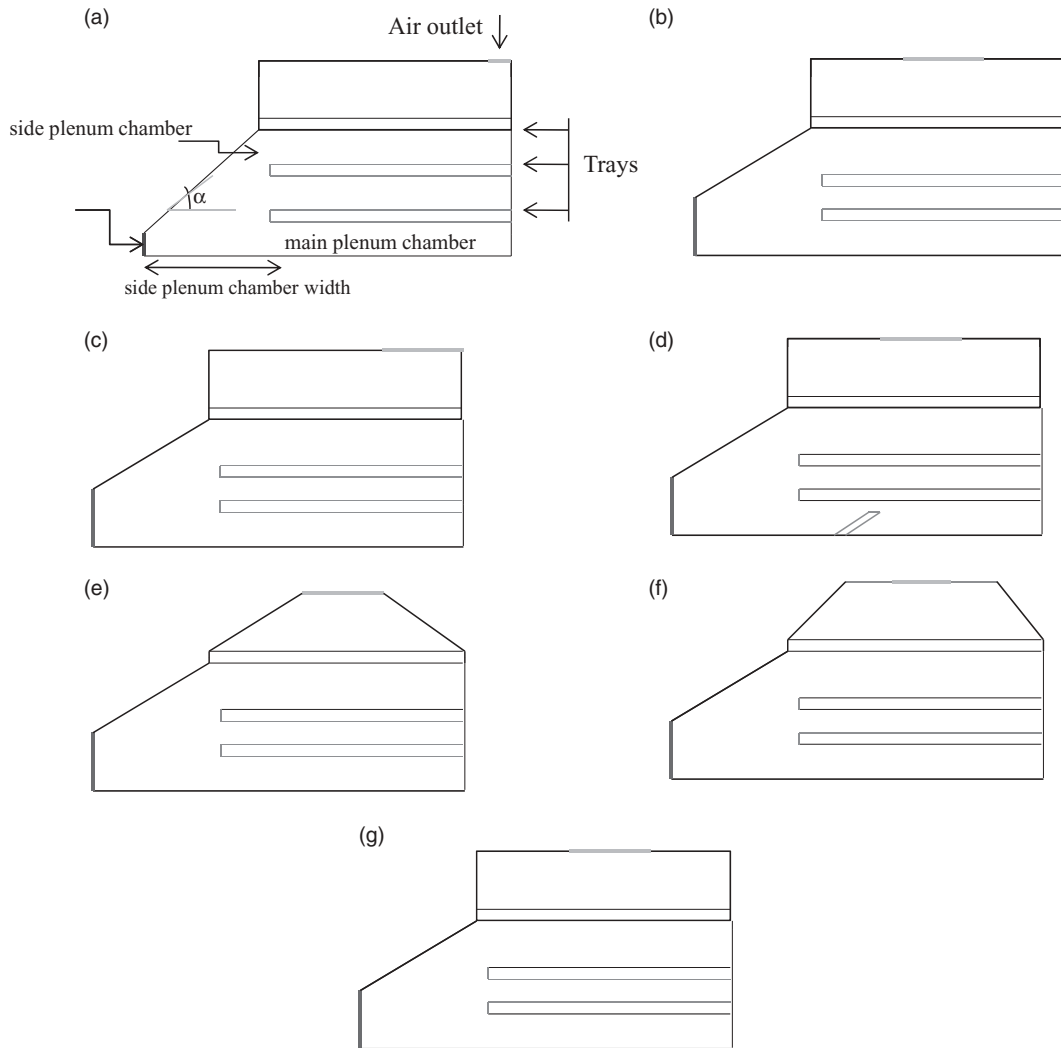 (a)
Air outlet
(b)
side plenum chamber
Trays
α
main plenum chamber
side plenum chamber width
(c)
(d)
(e)
(f)
(g)